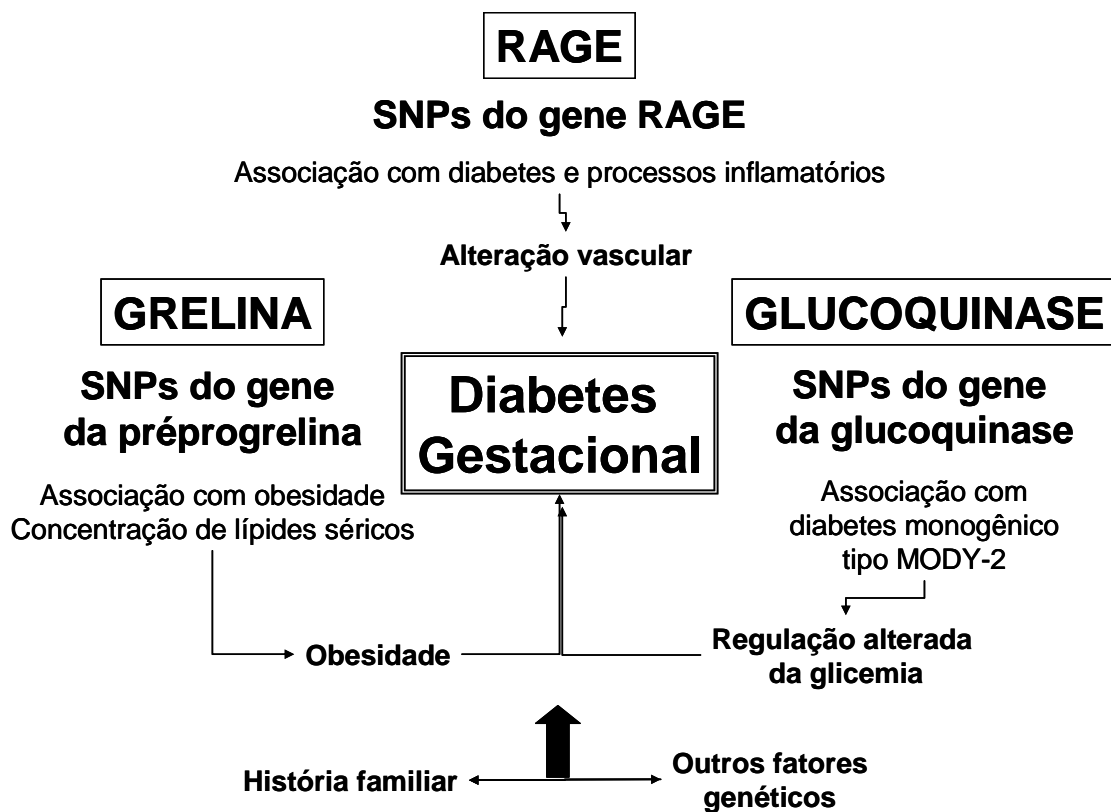 RAGE
SNPs do gene RAGE
Associação com diabetes e processos inflamatórios
Alteração vascular
GRELINA
SNPs do gene
da préprogrelina
Associação com obesidade
Concentração de lípides séricos
Obesidade
Diabetes
Gestacional
GLUCOQUINASE
SNPs do gene
da glucoquinase
Associação com
diabetes monogênico
tipo MODY-2
Regulação alterada
da glicemia
História familiar
Outros fatores
genéticos